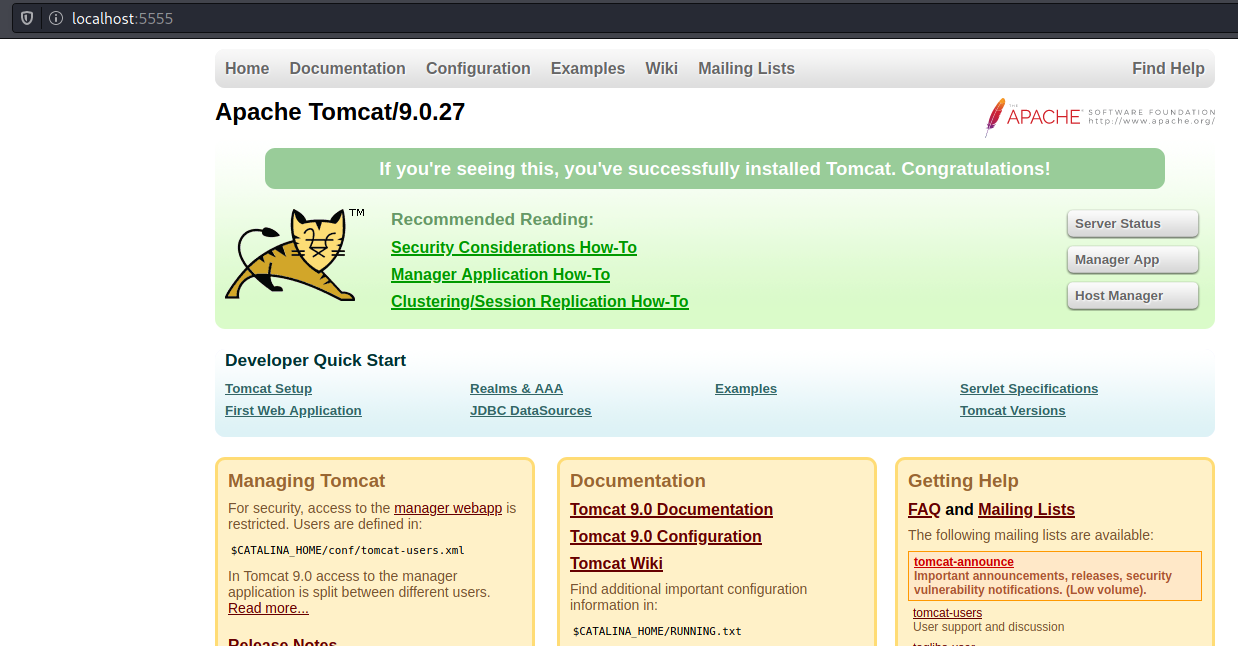 localhost:5555
Home Documentation Configuration Examples Wiki Mailing Lists Find Help
Apache Tomcat/9.0.27
THE
APACHE SOFTWARE FOUNDATION
http://www.apache.org/
If you're seeing this, you've successfully installed Tomcat. Congratulations!
TM
Recommended Reading:
Security Considerations How-To
Manager Application How-To
Clustering/Session Replication How-To
Server Status
Manager App
Host Manager
Developer Quick Start
Tomcat Setup
First Web Application
Realms & AAA
JDBC DataSources
Examples
Servlet Specifications
Tomcat Versions
Managing Tomcat
For security, access to the manager webapp is
restricted. Users are defined in:
$CATALINA_HOME/conf/tomcat-users.xml
In Tomcat 9.0 access to the manager
application is split between different users.
Read more...
Release Notes
Documentation
Tomcat 9.0 Documentation
Tomcat 9.0 Configuration
Tomcat Wiki
Find additional important configuration
information in:
$CATALINA_HOME/RUNNING.txt
Getting Help
FAQ and Mailing Lists
The following mailing lists are available:
tomcat-announce
Important announcements, releases, security
vulnerability notifications. (Low volume).
tomcat-users
User support and discussion